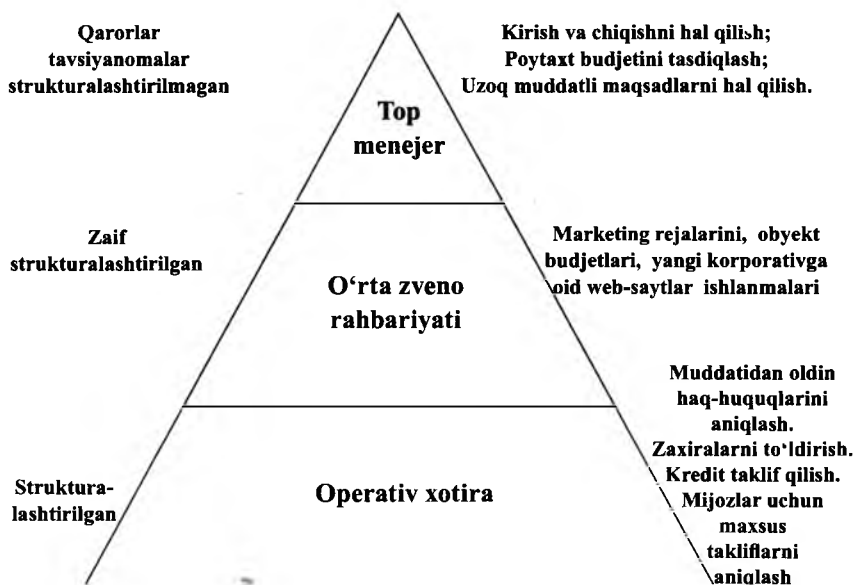 Qarorlar
tavsiyanomalar
strukturalashtirilmagan
Kirish va chiqishni hal qilish;
Poytaxt budjetini tasdiqlash;
Uzoq muddatli maqsadlarni hal qilish.
Top
menejer
Zaif
strukturalashtirilgan
O‘rta zveno
rahbariyati
Marketing rejalarini, obyekt
budjetlari, yangi korporativga
oid web-saytlar ishlanmalari
Struktura-
lashtirilgan
Operativ xotira
Muddatidan oldin
haq-huquqlarini
aniqlash.
Zaxiralarni to‘ldirish.
Kredit taklif qilish.
Mijozlar uchun
maxsus
takliflarni
aniqlash